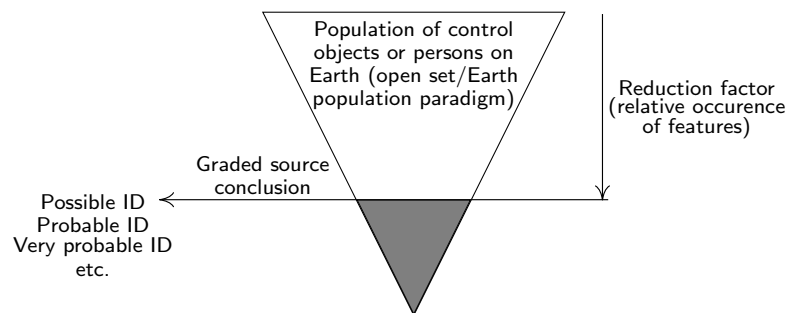 Population of control
objects or persons on
Earth (open set/Earth
population paradigm)
Reduction factor
(relative occurence
of features)
Graded source
conclusion
Possible ID
Probable ID
Very probable ID
etc.